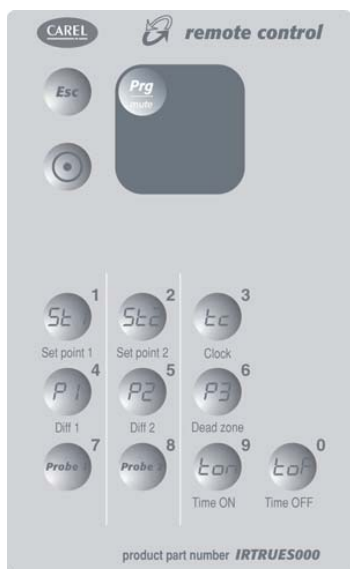 CAREL remote control
Esc
Prg
mute
1 2 3
St1 St2 tc
Set point 1 Set point 2 Clock
4 5 6
P1 P2 P3
Diff 1 Diff 2 Dead zone
7 8 9 0
Probe 1 Probe 2 ton toF
Time ON Time OFF
product part number IRTRUES000